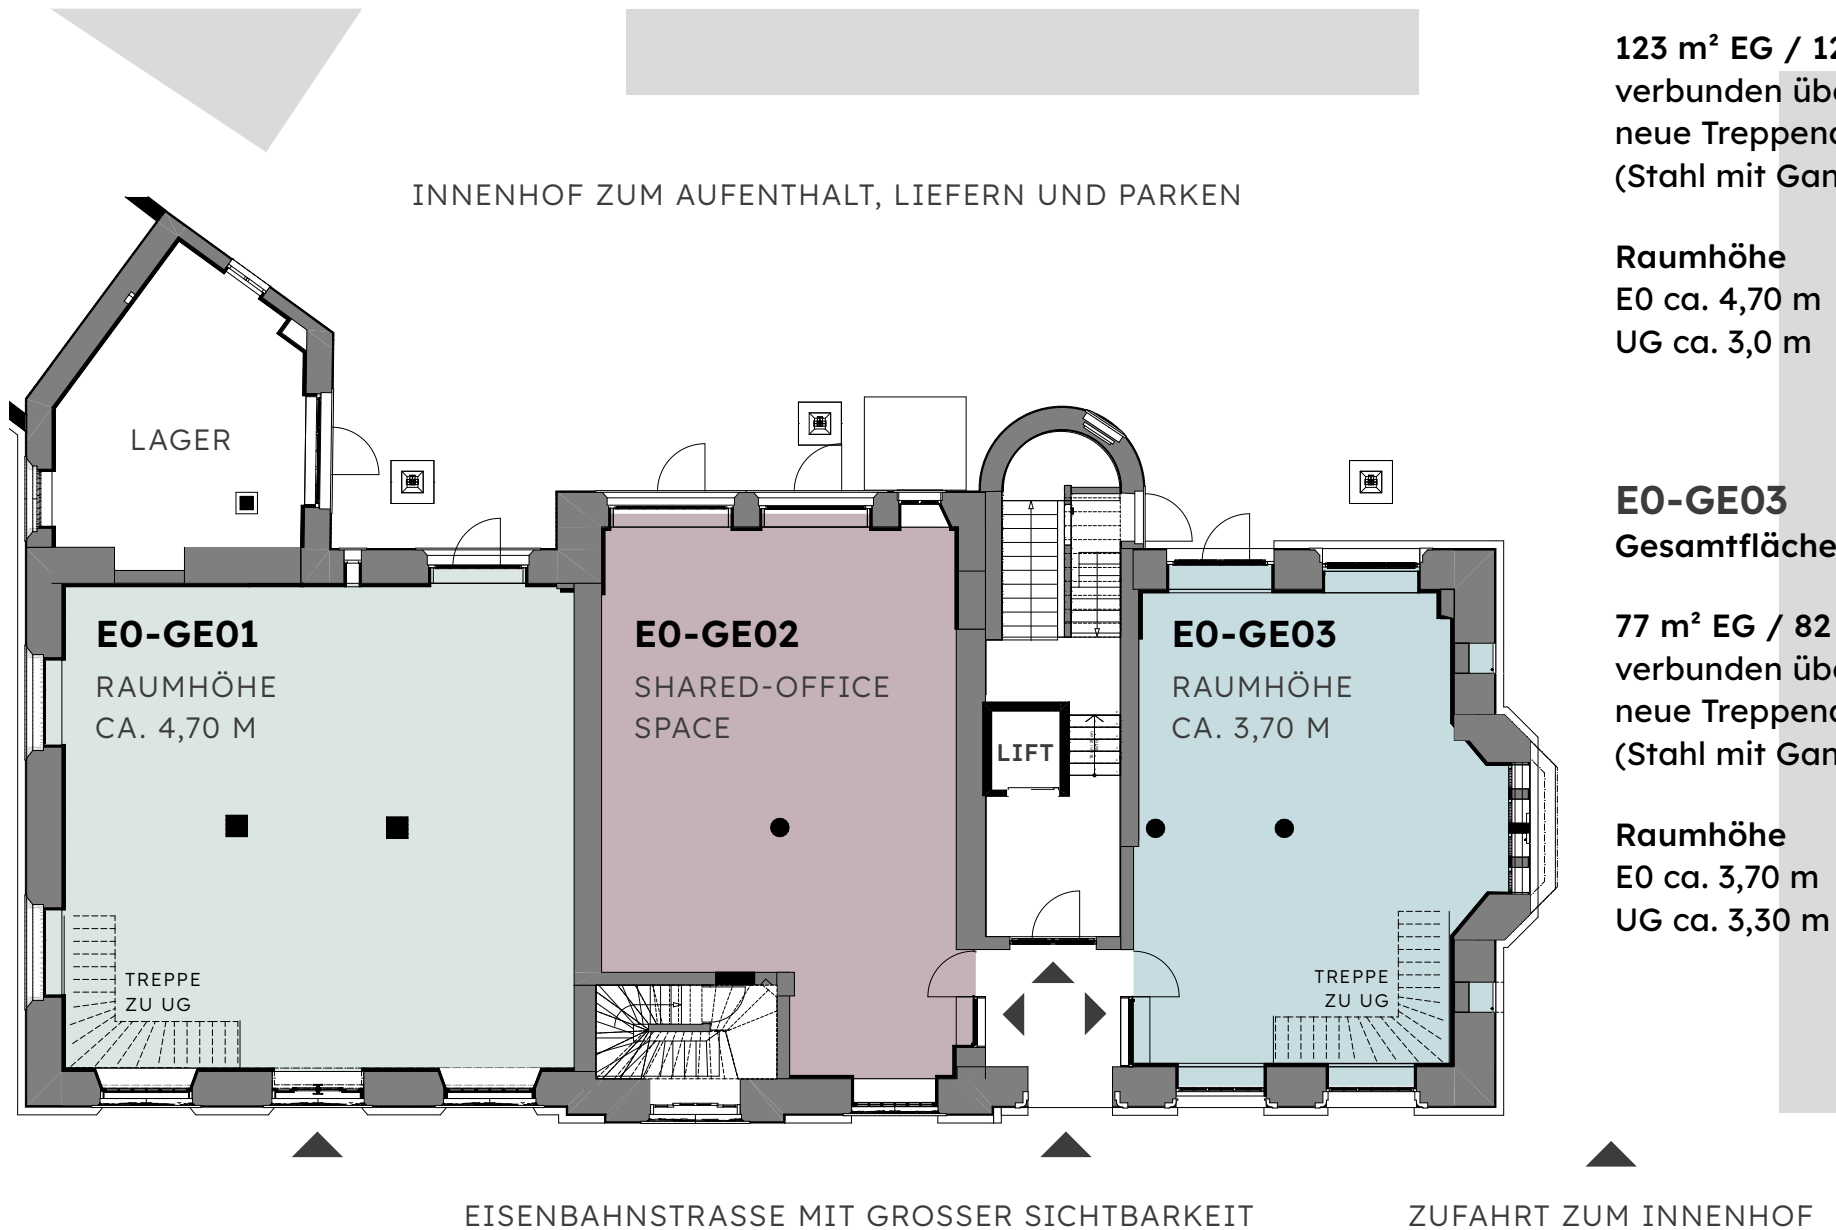 INNENHOF ZUM AUFENTHALT, LIEFERN UND PARKEN
LAGER
E0-GE01
RAUMHÖHE
CA. 4,70 M
TREPPE
ZU UG
E0-GE02
SHARED-OFFICE
SPACE
LIFT
E0-GE03
RAUMHÖHE
CA. 3,70 M
TREPPE
ZU UG
EISENBAHNSTRASSE MIT GROSSER SICHTBARKEIT
ZUFAHRT ZUM INNENHOF
123 m² EG / 12
verbunden üb
neue Treppen
(Stahl mit Gan
Raumhöhe
E0 ca. 4,70 m
UG ca. 3,0 m
E0-GE03
Gesamtfläche
77 m² EG / 82
verbunden üb
neue Treppen
(Stahl mit Gan
Raumhöhe
E0 ca. 3,70 m
UG ca. 3,30 m